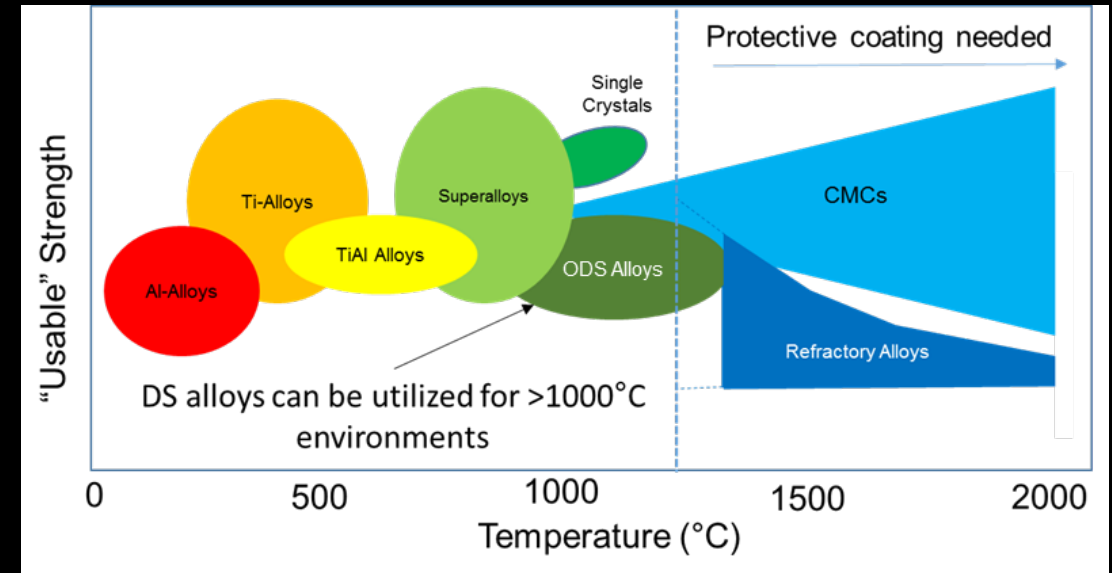 Protective coating needed
Single
Crystals
Ti-Alloys
Superalloys
CMCs
TiAl Alloys
ODS Alloys
Al-Alloys
Refractory Alloys
DS alloys can be utilized for >1000°C
environments
“Usable” Strength
0 500 1000 1500 2000
Temperature (°C)